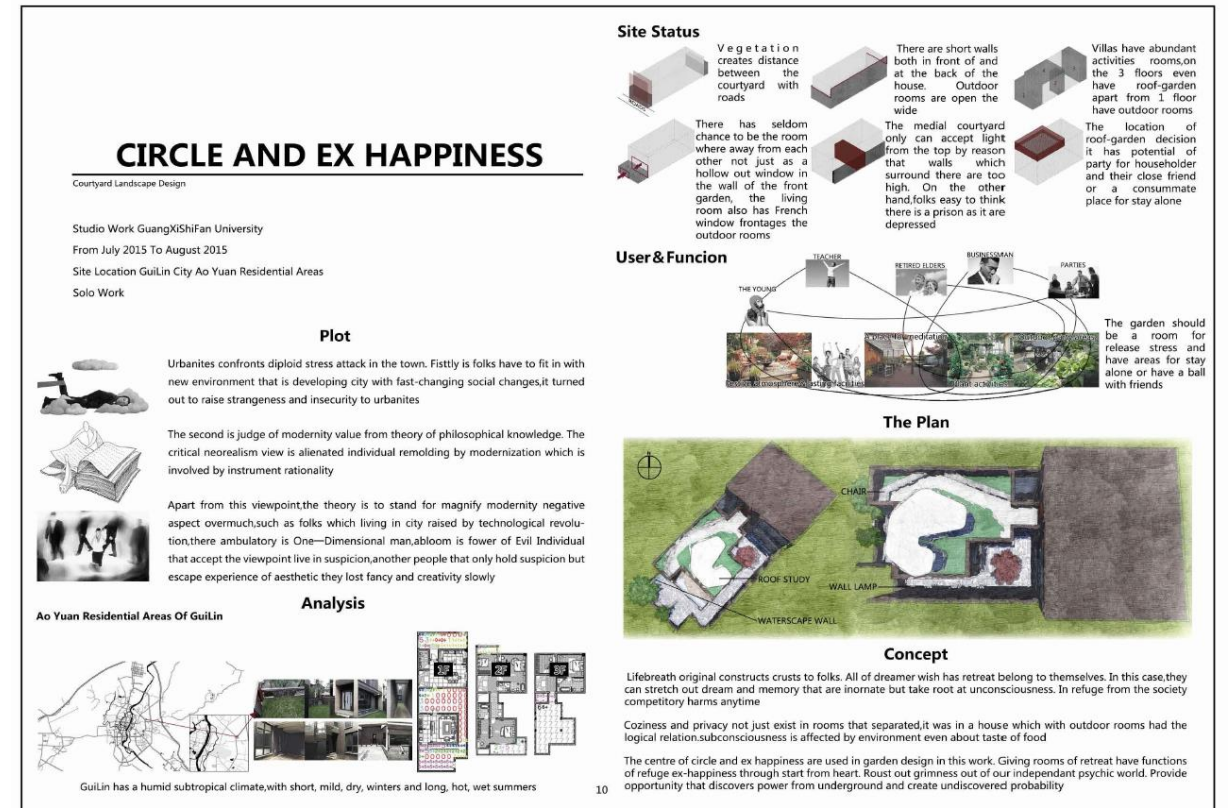 CIRCLE AND EX HAPPINESS
Courtyard Landscape Design
Studio Work GuangXiShiFan University
From July 2015 To August 2015
Site Location GuiLin City Ao Yuan Residential Areas
Solo Work
Plot
Urbanites confronts diploid stress attack in the town. Fisttly is folks have to fit in with
new environment that is developing city with fast-changing social changes,it turned
out to raise strangeness and insecurity to urbanites
The second is judge of modernity value from theory of philosophical knowledge. The
critical neorealism view is alienated individual remolding by modernization which is
involved by instrument rationality
Apart from this viewpoint,the theory is to stand for magnify modernity negative
aspect overmuch,such as folks which living in city raised by technological revolu-
tion,there ambulatory is One—Dimensional man,abloom is fower of Evil Individual
that accept the viewpoint live in suspicion,another people that only hold suspicion but
escape experience of aesthetic they lost fancy and creativity slowly
Analysis
Ao Yuan Residential Areas Of GuiLin
1F
2F
3F
GuiLin has a humid subtropical climate,with short, mild, dry, winters and long, hot, wet summers
10
Site Status
Vegetation
creates distance
between the
courtyard with
roads
There are short walls
both in front of and
at the back of the
house. Outdoor
rooms are open the
wide
Villas have abundant
activities rooms,on
the 3 floors even
have roof-garden
apart from 1 floor
have outdoor rooms
There has seldom
chance to be the room
where away from each
other not just as a
hollow out window in
the wall of the front
garden, the living
room also has French
window frontages the
outdoor rooms
The medial courtyard
only can accept light
from the top by reason
that walls which
surround there are too
high. On the other
hand,folks easy to think
there is a prison as it are
depressed
The location of
roof-garden decision
it has potential of
party for householder
and their close friend
or a consummate
place for stay alone
User&Funcion
TEACHER
RETIRED ELDERS
BUSINESSMAN
PARTIES
THE YOUNG
a place for meditation
plant activities
The garden should
be a room for
release stress and
have areas for stay
alone or have a ball
with friends
The Plan
N
CHAIR
ROOF STUDY
WALL LAMP
WATERSCAPE WALL
Concept
Lifebreath original constructs crusts to folks. All of dreamer wish has retreat belong to themselves. In this case,they
can stretch out dream and memory that are inornate but take root at unconsciousness. In refuge from the society
competitory harms anytime
Coziness and privacy not just exist in rooms that separated,it was in a house which with outdoor rooms had the
logical relation.subconsciousness is affected by environment even about taste of food
The centre of circle and ex happiness are used in garden design in this work. Giving rooms of retreat have functions
of refuge ex-happiness through start from heart. Roust out grimness out of our independant psychic world. Provide
opportunity that discovers power from underground and create undiscovered probability